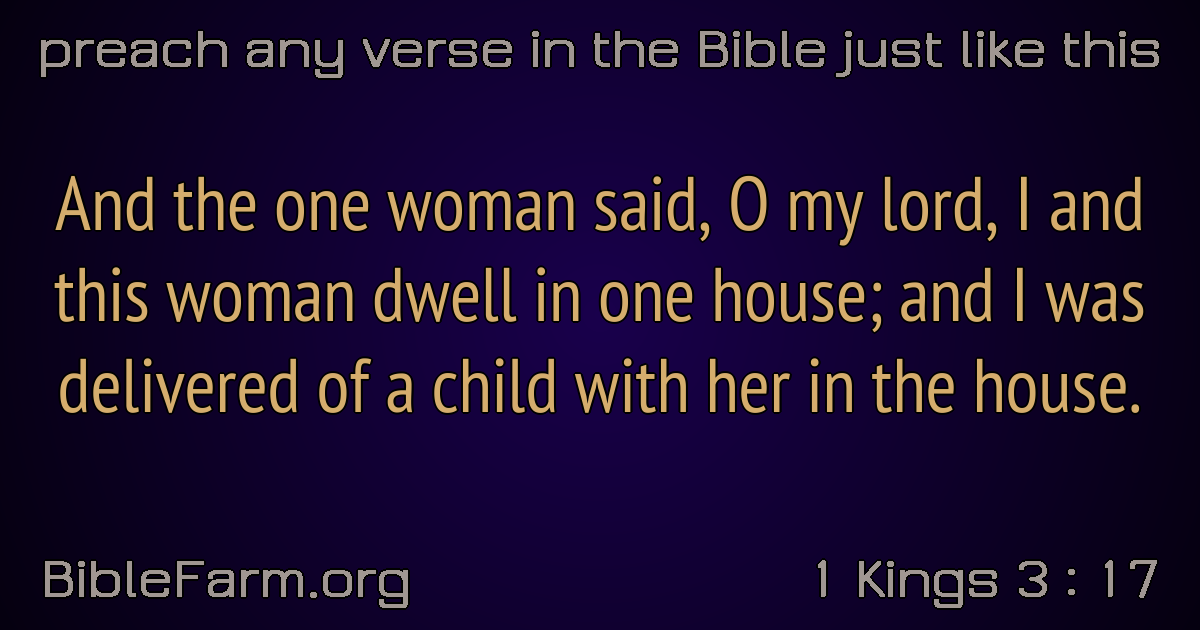 preach any verse in the Bible just like this
And the one woman said, O my lord, I and
this woman dwell in one house; and I was
delivered of a child with her in the house.
BibleFarm.org
1 Kings 3 : 17